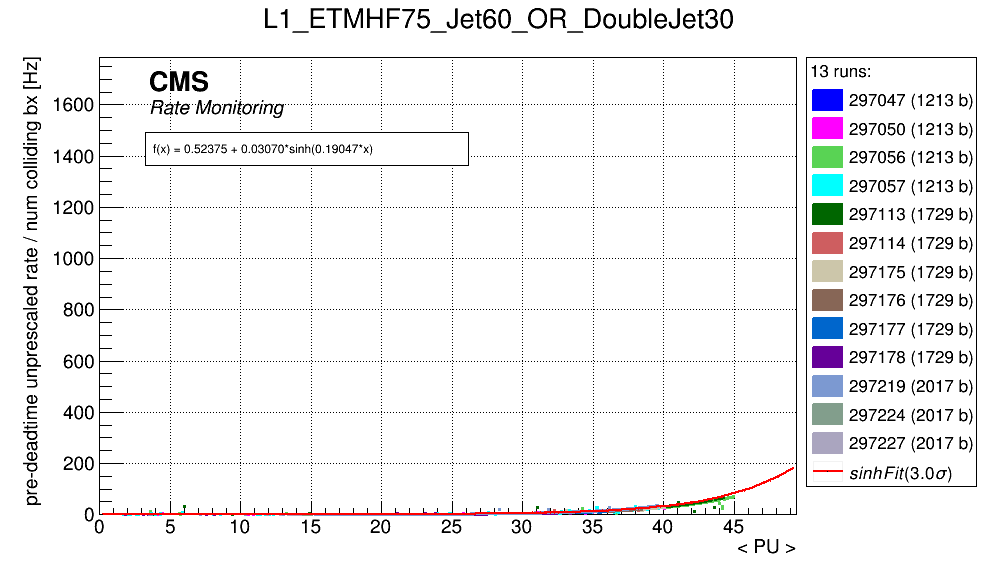 L1_ETMHF75_Jet60_OR_DoubleJet30
pre-deadtime unprescaled rate / num colliding bx [Hz]
CMS
Rate Monitoring
f(x) = 0.52375 + 0.03070*sinh(0.19047*x)
1600
1400
1200
1000
800
600
400
200
0
0 5 10 15 20 25 30 35 40 45
< PU >
13 runs:
297047 (1213 b)
297050 (1213 b)
297056 (1213 b)
297057 (1213 b)
297113 (1729 b)
297114 (1729 b)
297175 (1729 b)
297176 (1729 b)
297177 (1729 b)
297178 (1729 b)
297219 (2017 b)
297224 (2017 b)
297227 (2017 b)
sinhFit(3.0σ)